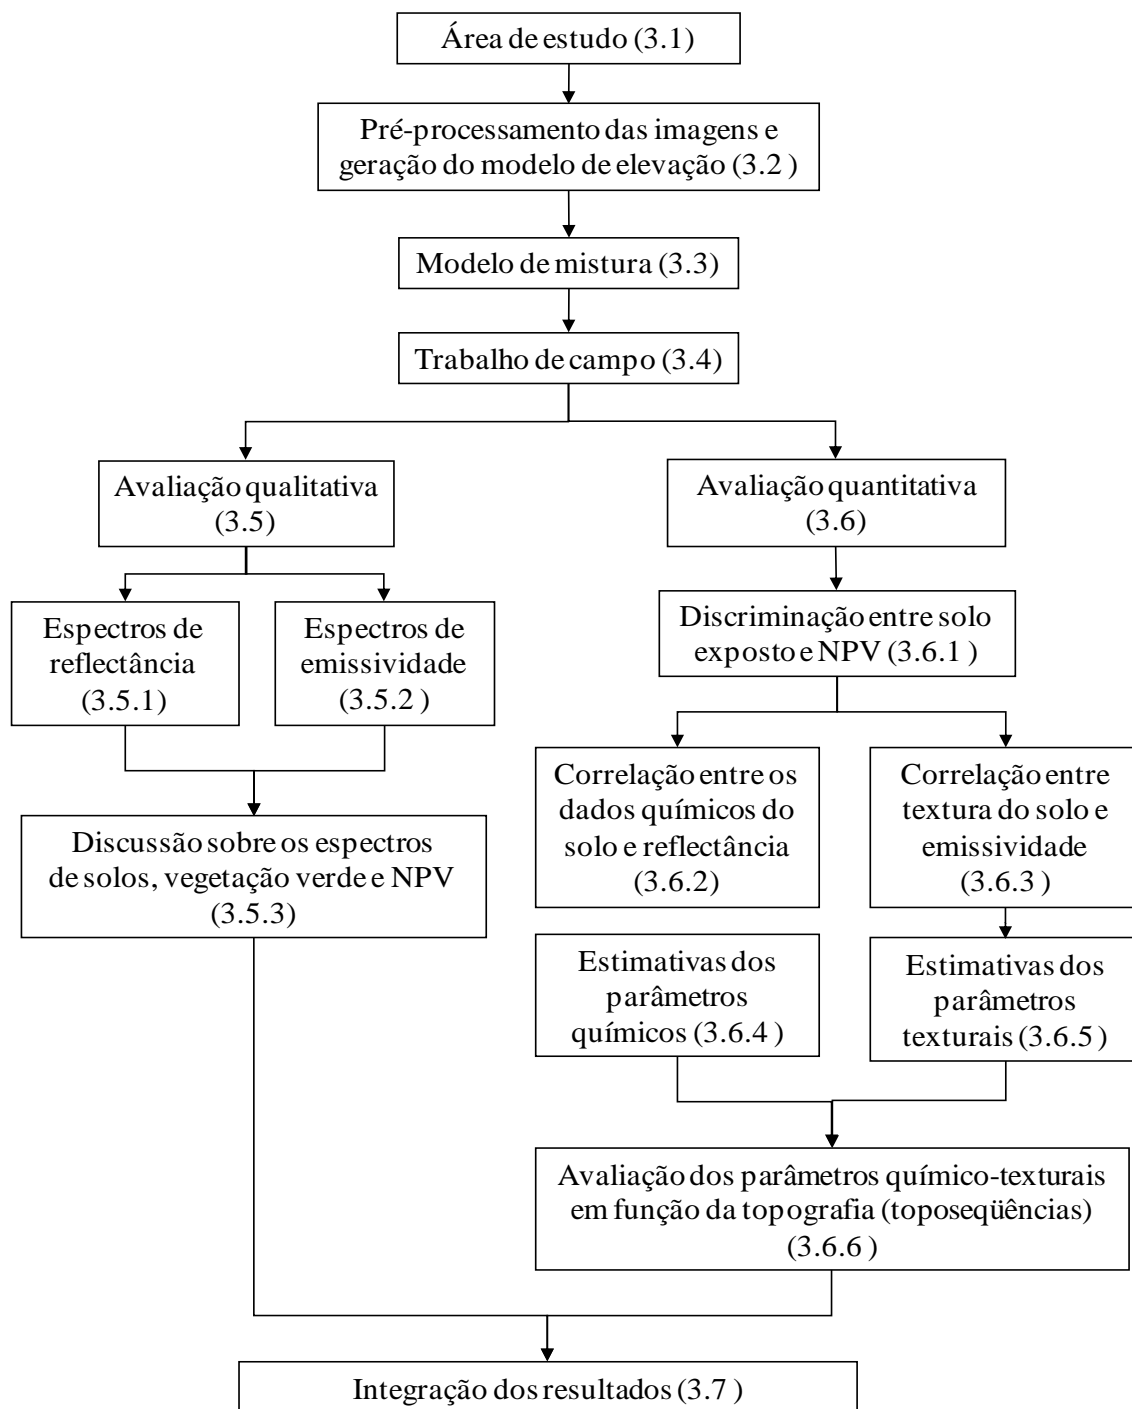 Área de estudo (3.1)
Pré-processamento das imagens e
geração do modelo de elevação (3.2 )
Modelo de mistura (3.3)
Trabalho de campo (3.4)
Avaliação qualitativa
(3.5)
Avaliação quantitativa
(3.6)
Espectros de
reflectância
(3.5.1)
Espectros de
emissividade
(3.5.2 )
Discriminação entre solo
exposto e NPV (3.6.1 )
Correlação entre os
dados químicos do
solo e reflectância
(3.6.2)
Correlação entre
textura do solo e
emissividade
(3.6.3 )
Discussão sobre os espectros
de solos, vegetação verde e NPV
(3.5.3)
Estimativas dos
parâmetros
químicos (3.6.4 )
Estimativas dos
parâmetros
texturais (3.6.5 )
Avaliação dos parâmetros químico-texturais
em função da topografia (toposeqüências)
(3.6.6 )
Integração dos resultados (3.7 )